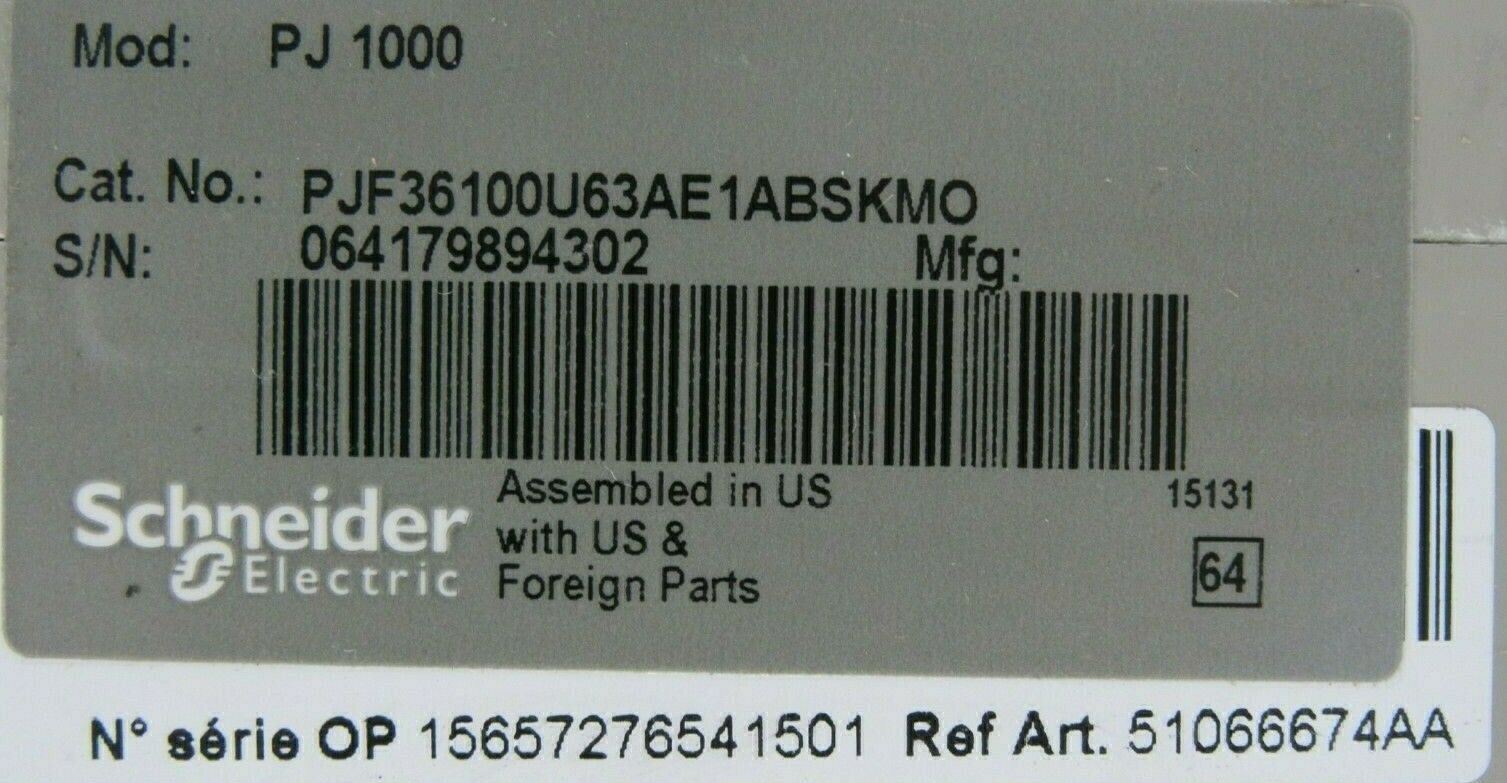 Mod: PJ 1000
Cat. No.: PJF36100U63AE1ABSKMO
S/N: 064179894302 Mfg:
Schneider Electric
Assembled in US
with US &
Foreign Parts
15131
64
N° série OP 15657276541501 Ref Art. 51066674AA